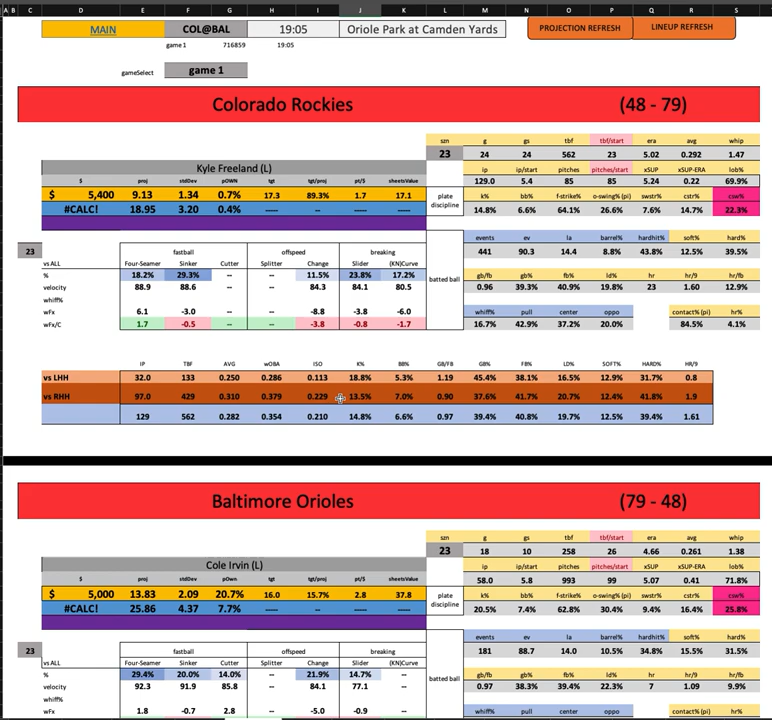 A B C D E F G H I J K L M N O P Q R S
MAIN COL@BAL 19:05 Oriole Park at Camden Yards PROJECTION REFRESH LINEUP REFRESH
game 1 716859 19:05
gameSelect game 1
Colorado Rockies (48 - 79)
szn g gs tbf tbf/start era avg whip
23 24 24 562 23 5.02 0.292 1.47
Kyle Freeland (L) ip ip/start pitches pitches/start xSUP xSUP-ERA lob%
129.0 5.4 85 85 5.24 0.22 69.9%
$ proj stdDev pOWN tgt tgt/proj pt/$ sheetsValue
$ 5,400 9.13 1.34 0.7% 17.3 89.3% 1.7 17.1
plate discipline k% bb% f-strike% o-swing% (pi) swstr% cstr% csw%
#CALC! 18.95 3.20 0.4% ---- -- --- ----
14.8% 6.6% 64.1% 26.6% 7.6% 14.7% 22.3%
events ev la barrel% hardhit% soft% hard%
441 90.3 14.4 8.8% 43.8% 12.5% 39.5%
23 fastball offspeed breaking
vs ALL Four-Seamer Sinker Cutter Splitter Change Slider (KN)Curve
% 18.2% 29.3% -- -- 11.5% 23.8% 17.2%
batted ball gb/fb gb% fb% ld% hr hr/9 hr/fb
velocity 88.9 88.6 -- -- 84.3 84.1 80.5
0.96 39.3% 40.9% 19.8% 23 1.60 12.9%
whiff%
wFx 6.1 -3.0 -- -- -8.8 -3.8 -6.0
whiff% pull center oppo contact% (pi) hr%
wFx/C 1.7 -0.5 -- -- -3.8 -0.8 -1.7
16.7% 42.9% 37.2% 20.0% 84.5% 4.1%
IP TBF AVG wOBA ISO K% BB% GB/FB GB% FB% LD% SOFT% HARD% HR/9
vs LHH 32.0 133 0.250 0.286 0.113 18.8% 5.3% 1.19 45.4% 38.1% 16.5% 12.9% 31.7% 0.8
vs RHH 97.0 429 0.310 0.379 0.229 13.5% 7.0% 0.90 37.6% 41.7% 20.7% 12.4% 41.8% 1.9
129 562 0.282 0.354 0.210 14.8% 6.6% 0.97 39.4% 40.8% 19.7% 12.5% 39.4% 1.61
Baltimore Orioles (79 - 48)
szn g gs tbf tbf/start era avg whip
23 18 10 258 26 4.66 0.261 1.38
Cole Irvin (L) ip ip/start pitches pitches/start xSUP xSUP-ERA lob%
58.0 5.8 993 99 5.07 0.41 71.8%
$ proj stdDev pOwn tgt tgt/proj pt/$ sheetsValue
$ 5,000 13.83 2.09 20.7% 16.0 15.7% 2.8 37.8
plate discipline k% bb% f-strike% o-swing% (pi) swstr% cstr% csw%
#CALC! 25.86 4.37 7.7% ---- -- --- ----
20.5% 7.4% 62.8% 30.4% 9.4% 16.4% 25.8%
events ev la barrel% hardhit% soft% hard%
181 88.7 14.0 10.5% 34.8% 15.5% 31.5%
23 fastball offspeed breaking
vs ALL Four-Seamer Sinker Cutter Splitter Change Slider (KN)Curve
% 29.4% 20.0% 14.0% -- 21.9% 14.7% --
batted ball gb/fb gb% fb% ld% hr hr/9 hr/fb
velocity 92.3 91.9 85.8 -- 84.1 77.1 --
0.97 38.3% 39.4% 22.3% 7 1.09 9.9%
whiff%
wFx 1.8 -0.7 2.8 -- -5.0 -0.9 --
whiff% pull center oppo contact% (pi) hr%